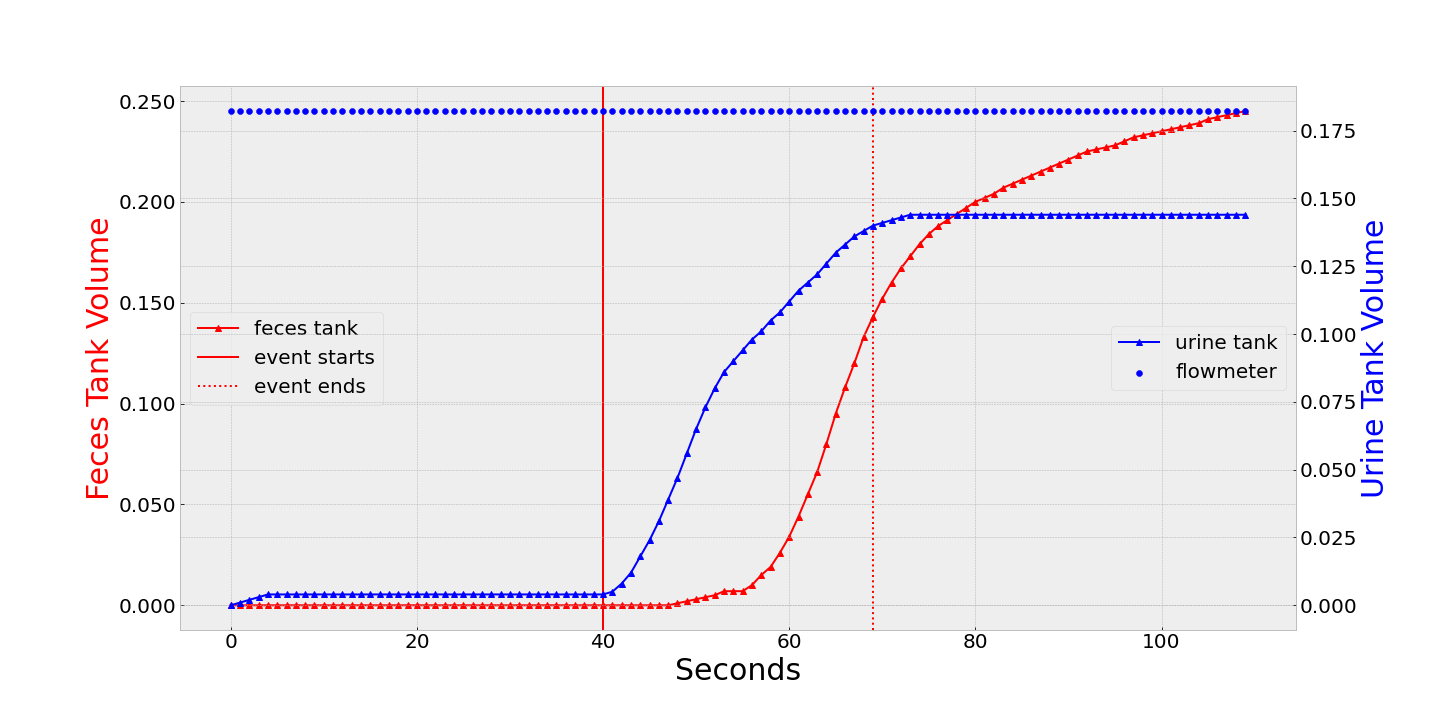 0.250
0.200
0.150
0.100
0.050
0.000
Feces Tank Volume
feces tank
event starts
event ends
urine tank
flowmeter
0.175
0.150
0.125
0.100
0.075
0.050
0.025
0.000
Urine Tank Volume
0 20 40 60 80 100
Seconds